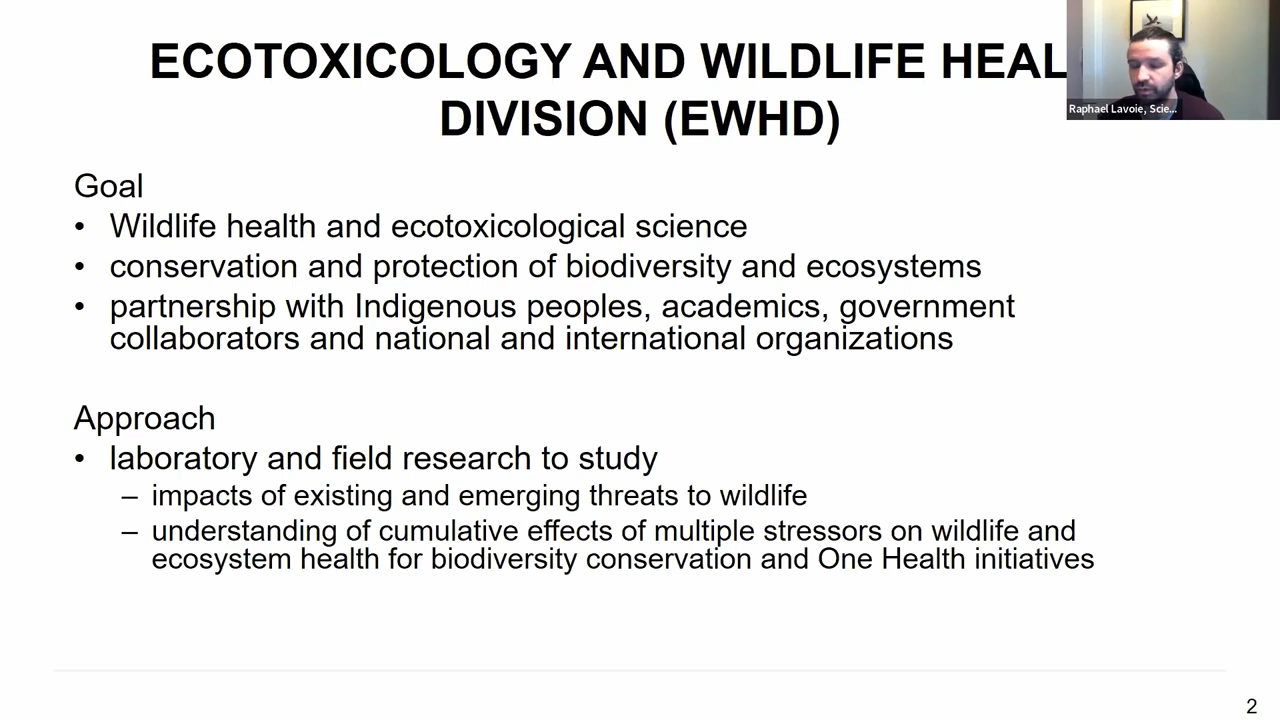 ECOTOXICOLOGY AND WILDLIFE HEAL
DIVISION (EWHD)
Raphael Lavoie, Scie...
Goal
• Wildlife health and ecotoxicological science
• conservation and protection of biodiversity and ecosystems
• partnership with Indigenous peoples, academics, government
collaborators and national and international organizations
Approach
• laboratory and field research to study
– impacts of existing and emerging threats to wildlife
– understanding of cumulative effects of multiple stressors on wildlife and
ecosystem health for biodiversity conservation and One Health initiatives
2